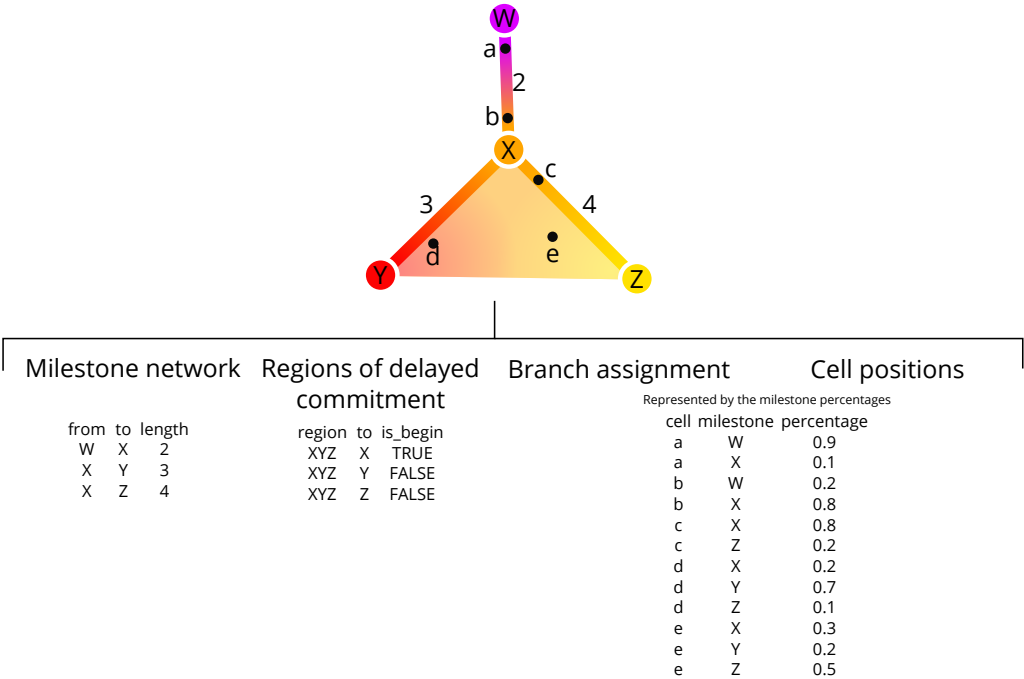 W
a
2
b
X
c
3
4
d
e
Y
Z
Milestone network
from to length
W X 2
X Y 3
X Z 4
Regions of delayed
commitment
region to is_begin
XYZ X TRUE
XYZ Y FALSE
XYZ Z FALSE
Branch assignment
Cell positions
Represented by the milestone percentages
cell milestone percentage
a W 0.9
a X 0.1
b W 0.2
b X 0.8
c X 0.8
c Z 0.2
d X 0.2
d Y 0.7
d Z 0.1
e X 0.3
e Y 0.2
e Z 0.5